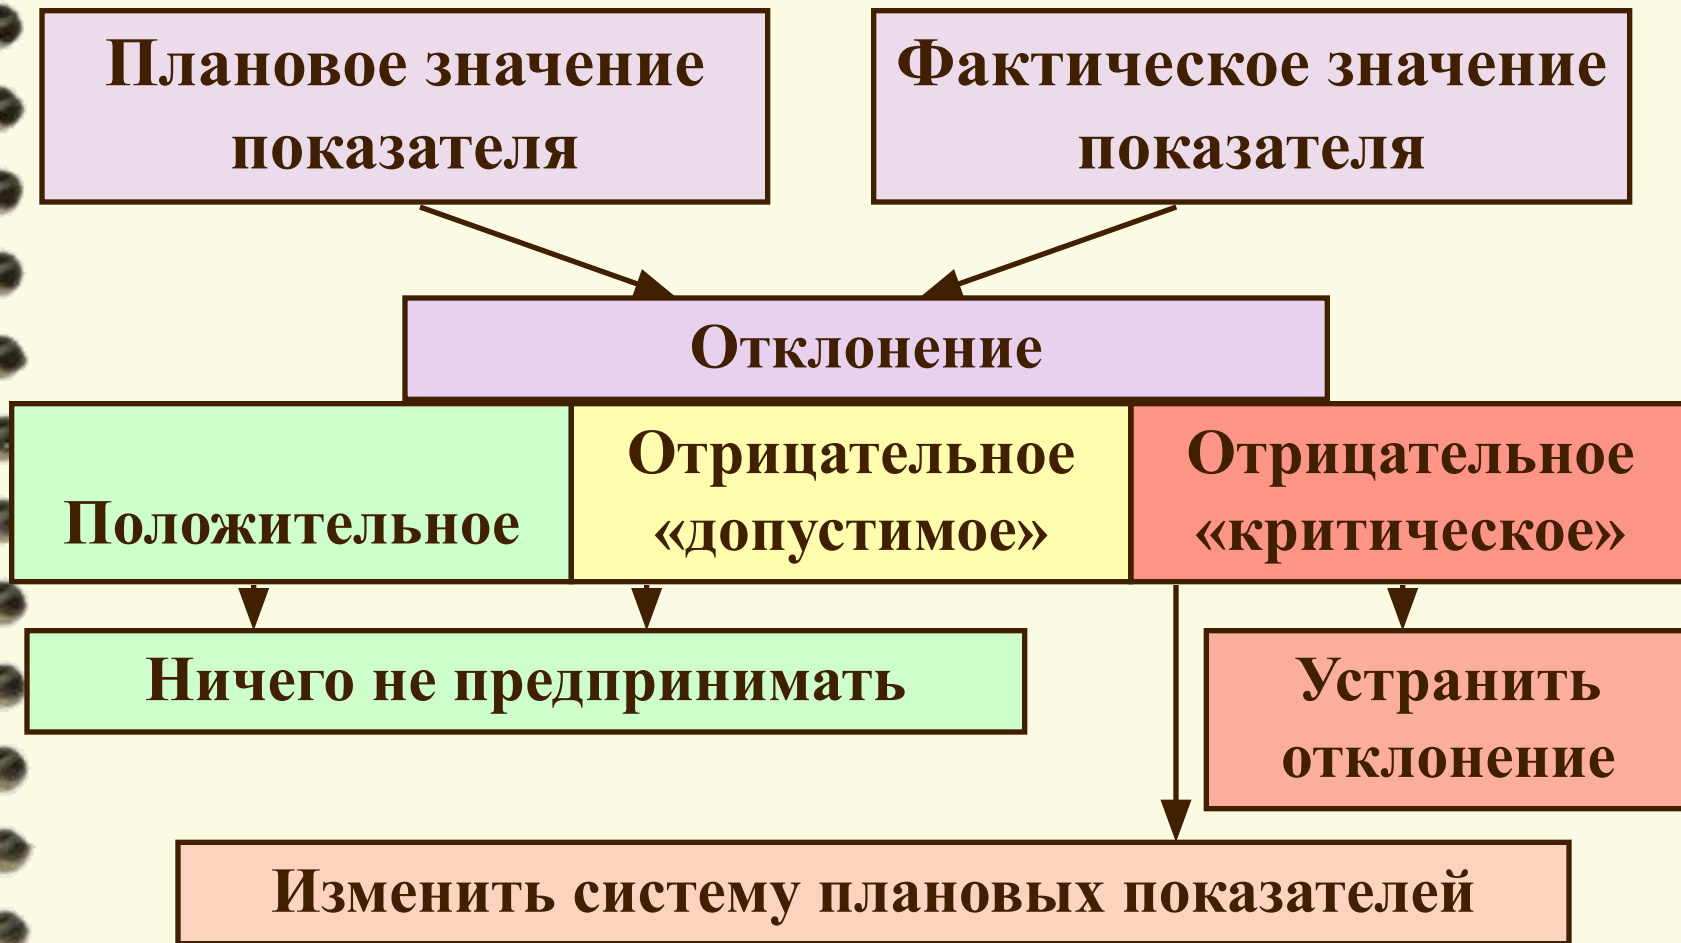 Плановое значение
показателя
Фактическое значение
показателя
Отклонение
Положительное
Отрицательное
«допустимое»
Отрицательное
«критическое»
Ничего не предпринимать
Устранить
отклонение
Изменить систему плановых показателей